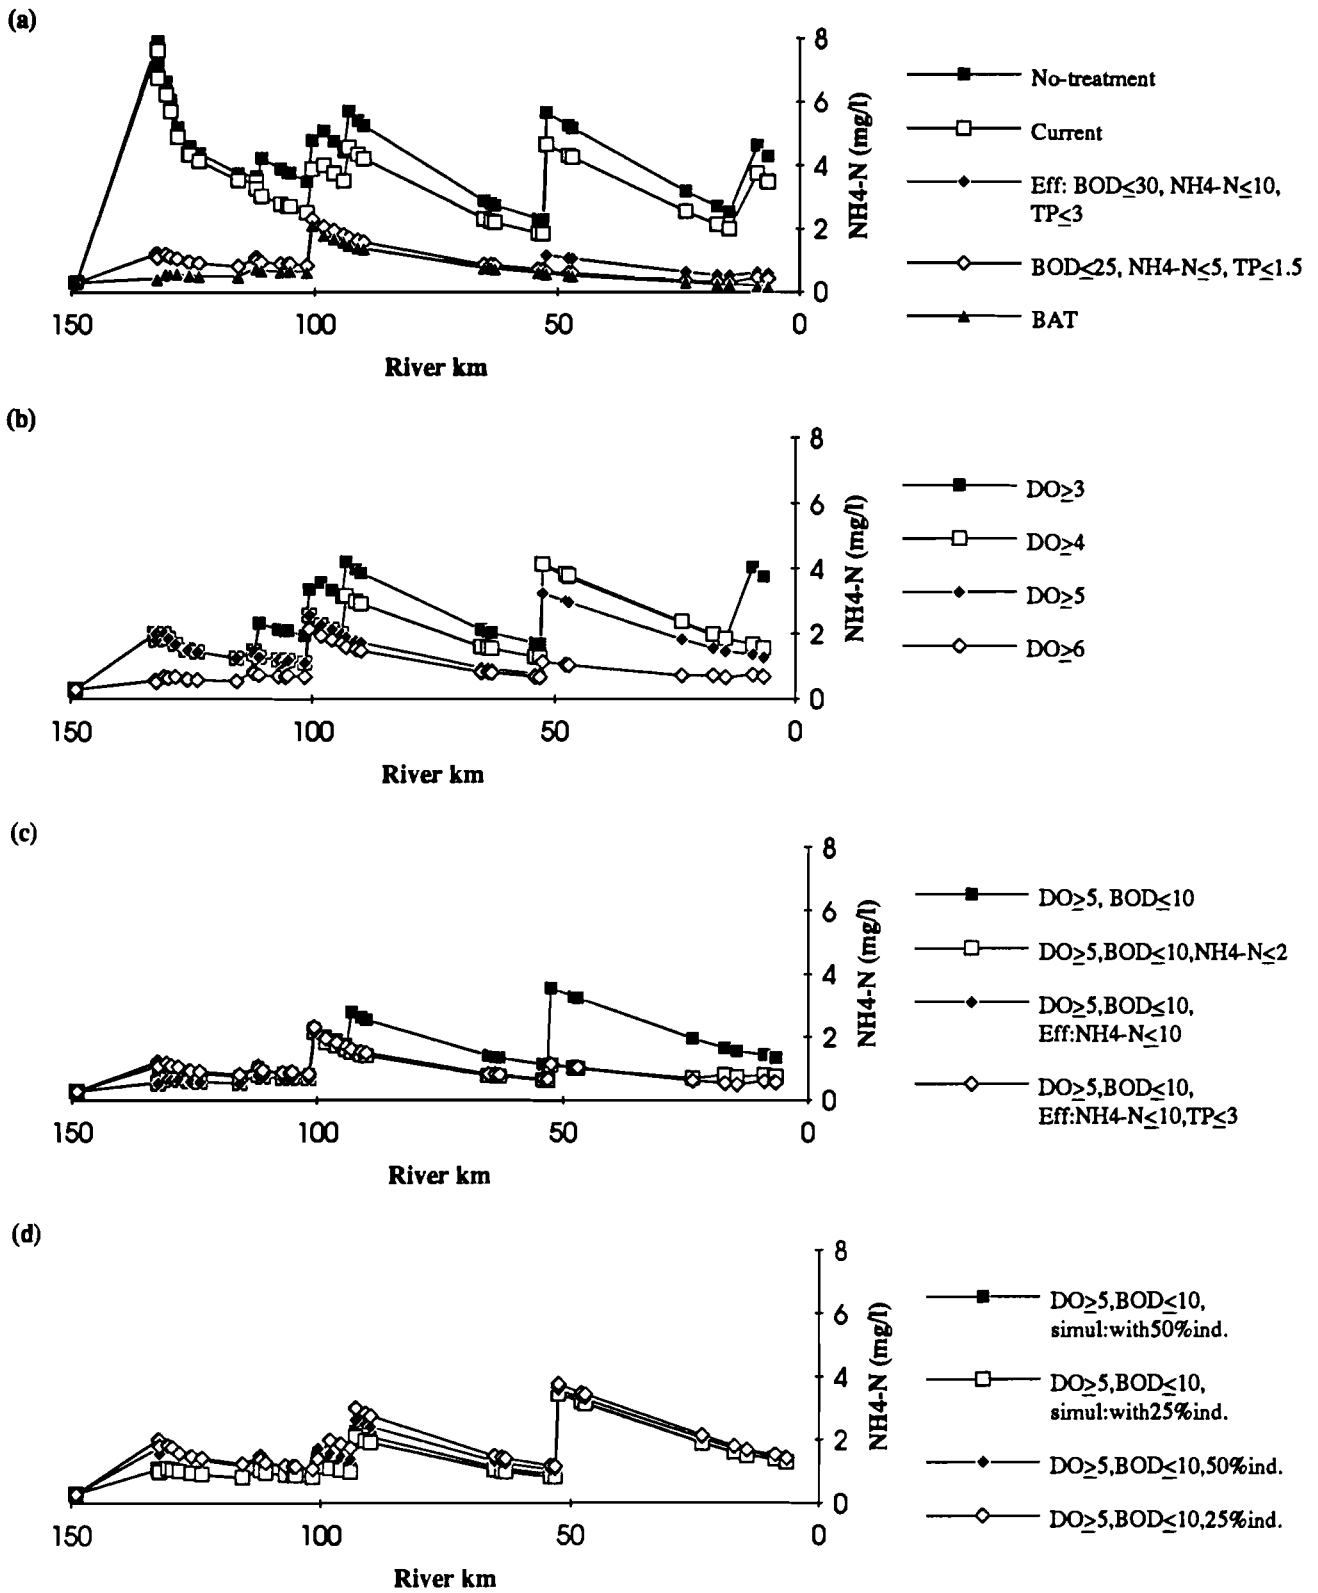 (a)
8
6
4
2
0
NH4-N (mg/l)
150
100
50
0
River km
No-treatment
Current
Eff: BOD≤30, NH4-N≤10,
TP≤3
BOD≤25, NH4-N≤5, TP≤1.5
BAT
(b)
8
6
4
2
0
NH4-N (mg/l)
150
100
50
0
River km
DO≥3
DO≥4
DO≥5
DO≥6
(c)
8
6
4
2
0
NH4-N (mg/l)
150
100
50
0
River km
DO≥5, BOD≤10
DO≥5,BOD≤10,NH4-N≤2
DO≥5,BOD≤10,
Eff:NH4-N≤10
DO≥5,BOD≤10,
Eff:NH4-N≤10,TP≤3
(d)
8
6
4
2
0
NH4-N (mg/l)
150
100
50
0
River km
DO≥5,BOD≤10,
simul:with50%ind.
DO≥5,BOD≤10,
simul:with25%ind.
DO≥5,BOD≤10,50%ind.
DO≥5,BOD≤10,25%ind.